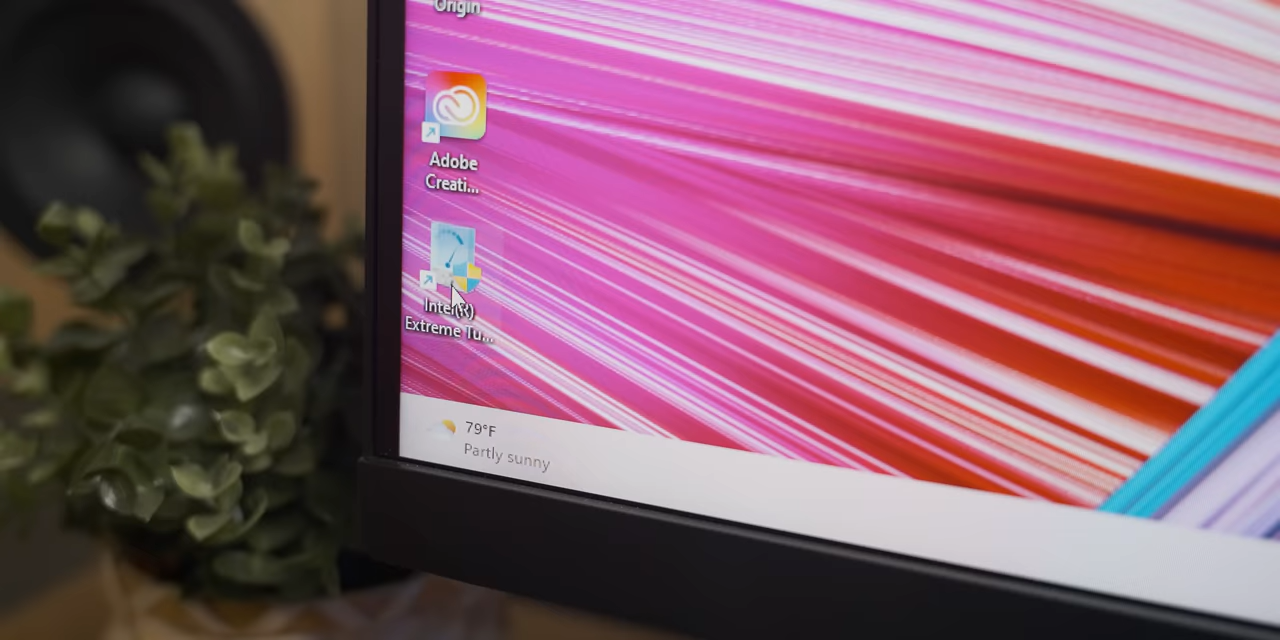 Origin
Adobe
Creati...
Intel(R)
Extreme Tu...
79°F
Partly sunny